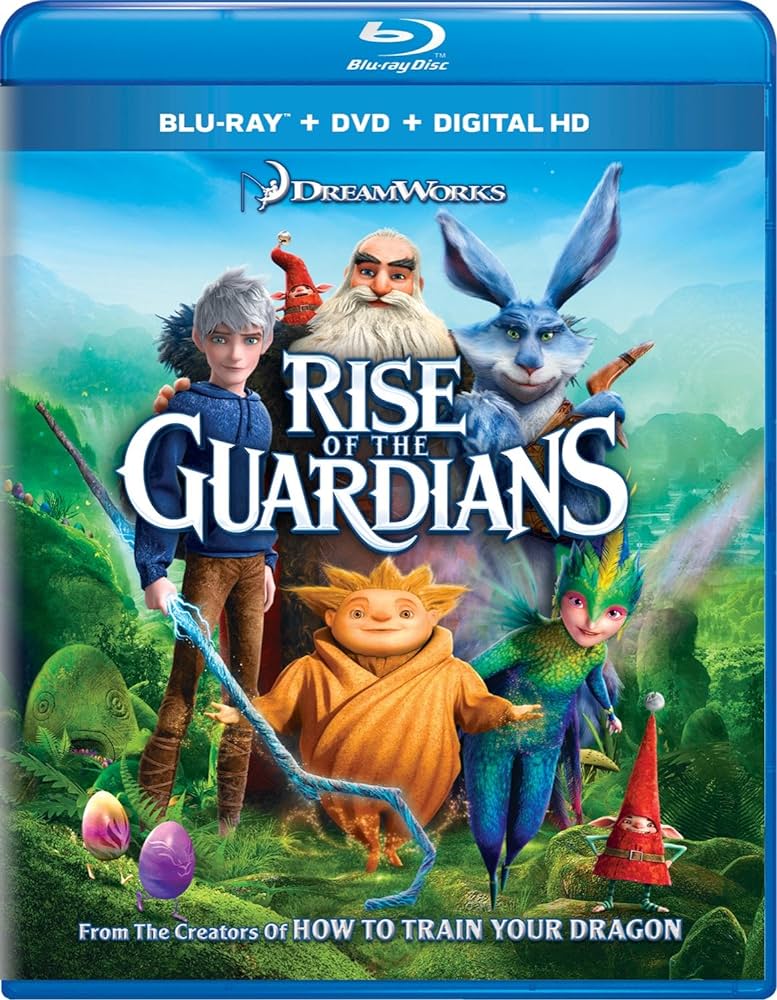 Blu-ray Disc™
BLU-RAY™ + DVD + DIGITAL HD
DREAMWORKS
RISE
OF THE
GUARDIANS
From The Creators Of HOW TO TRAIN YOUR DRAGON